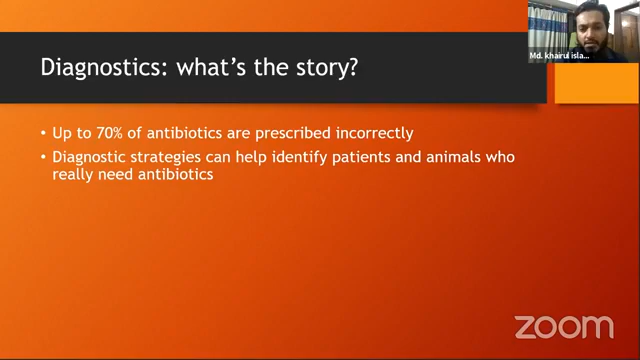 Md. khairul isla...
Diagnostics: what's the story?
• Up to 70% of antibiotics are prescribed incorrectly
• Diagnostic strategies can help identify patients and animals who
really need antibiotics
zoom